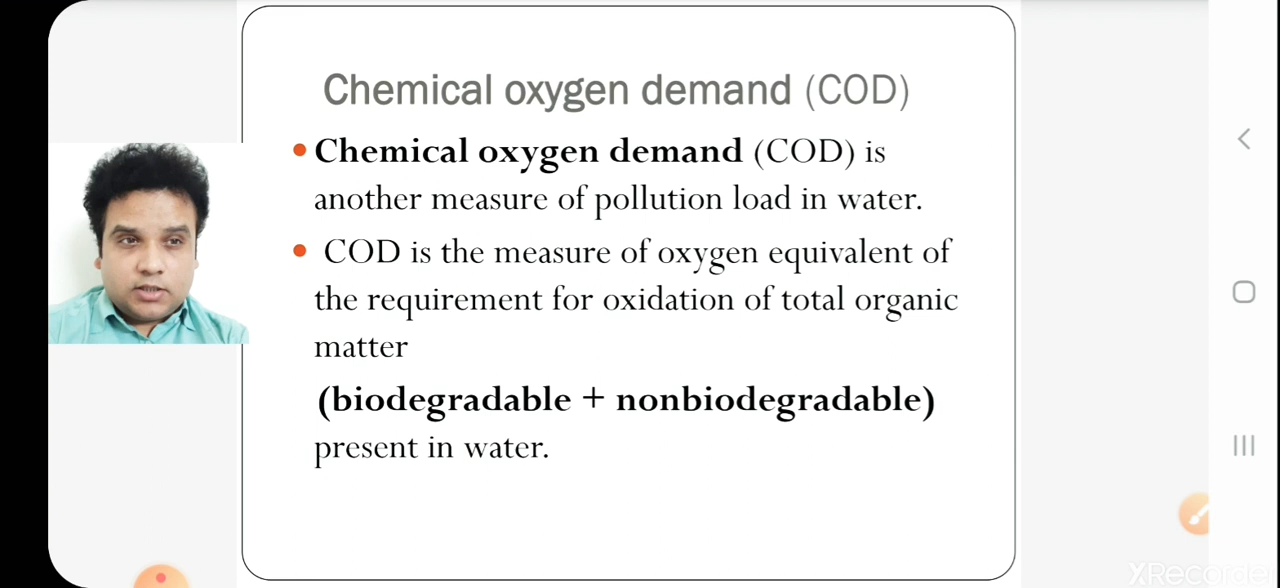 Chemical oxygen demand (COD)
• Chemical oxygen demand (COD) is
another measure of pollution load in water.
• COD is the measure of oxygen equivalent of
the requirement for oxidation of total organic
matter
(biodegradable + nonbiodegradable)
present in water.
XRecorder